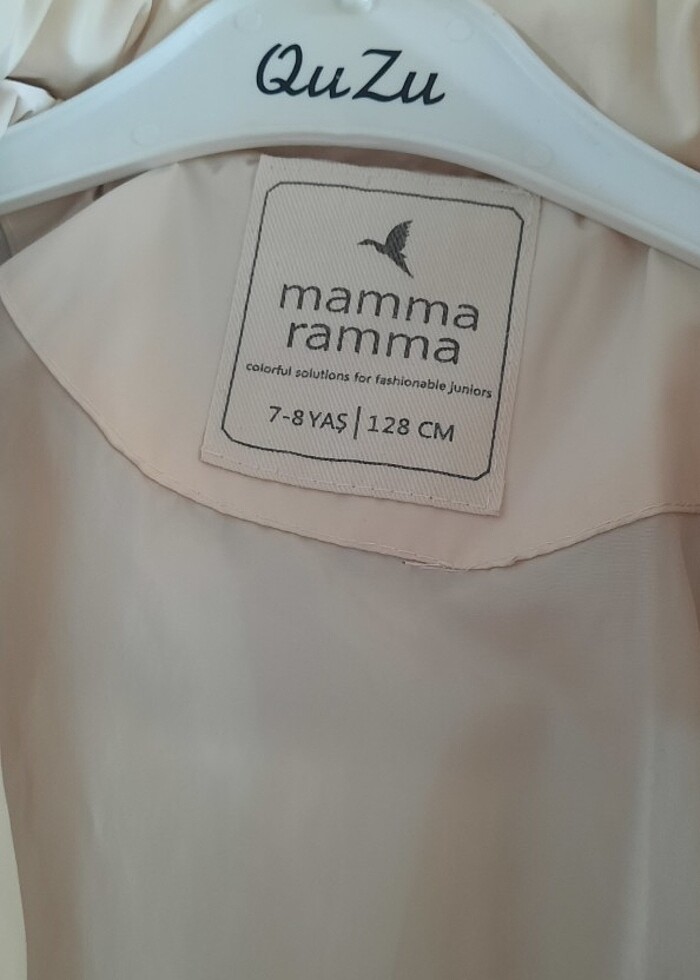 QuZu
mamma
ramma
colorful solutions for fashionable juniors
7-8 YAŞ | 128 CM